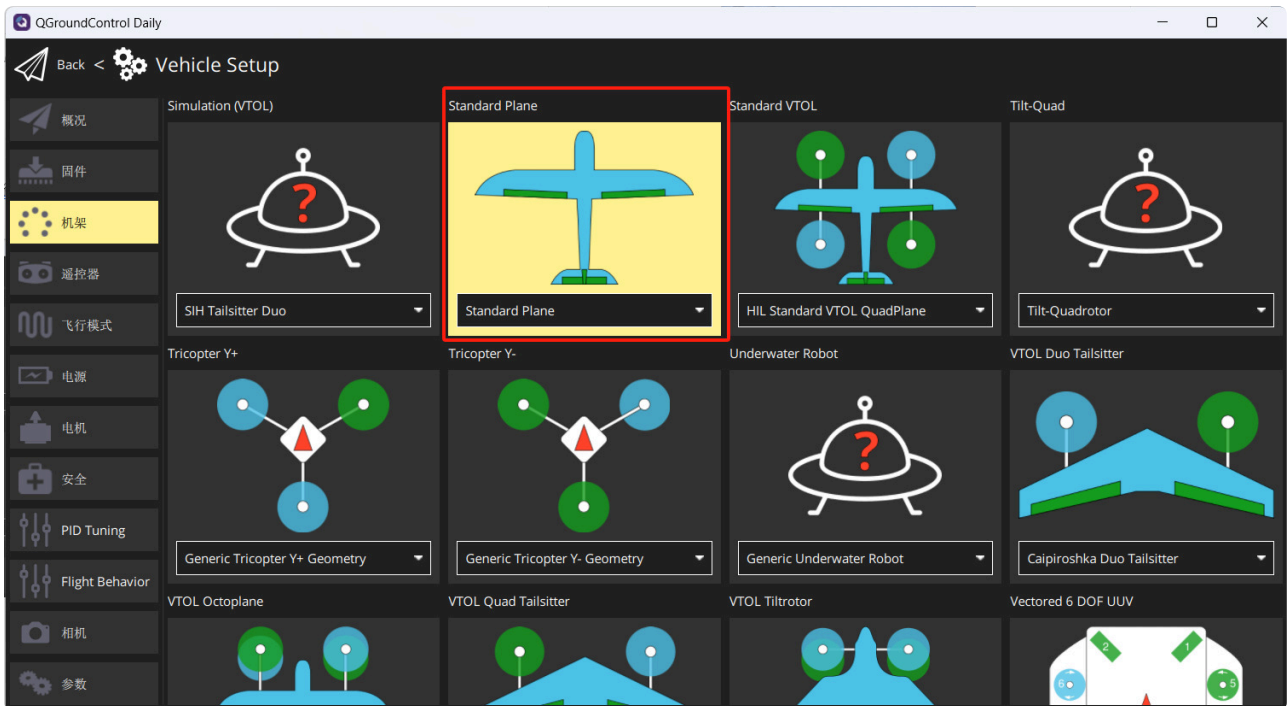 QGroundControl Daily
Back < Vehicle Setup
概况
固件
机架
遥控器
飞行模式
电源
电机
安全
PID Tuning
Flight Behavior
相机
参数
Simulation (VTOL)
Standard Plane
Standard VTOL
Tilt-Quad
?
?
SIH Tailsitter Duo
Standard Plane
HIL Standard VTOL QuadPlane
Tilt-Quadrotor
Tricopter Y+
Tricopter Y-
Underwater Robot
VTOL Duo Tailsitter
?
Generic Tricopter Y+ Geometry
Generic Tricopter Y- Geometry
Generic Underwater Robot
Caipiroshka Duo Tailsitter
VTOL Octoplane
VTOL Quad Tailsitter
VTOL Tiltrotor
Vectored 6 DOF UUV
2
1
6
5